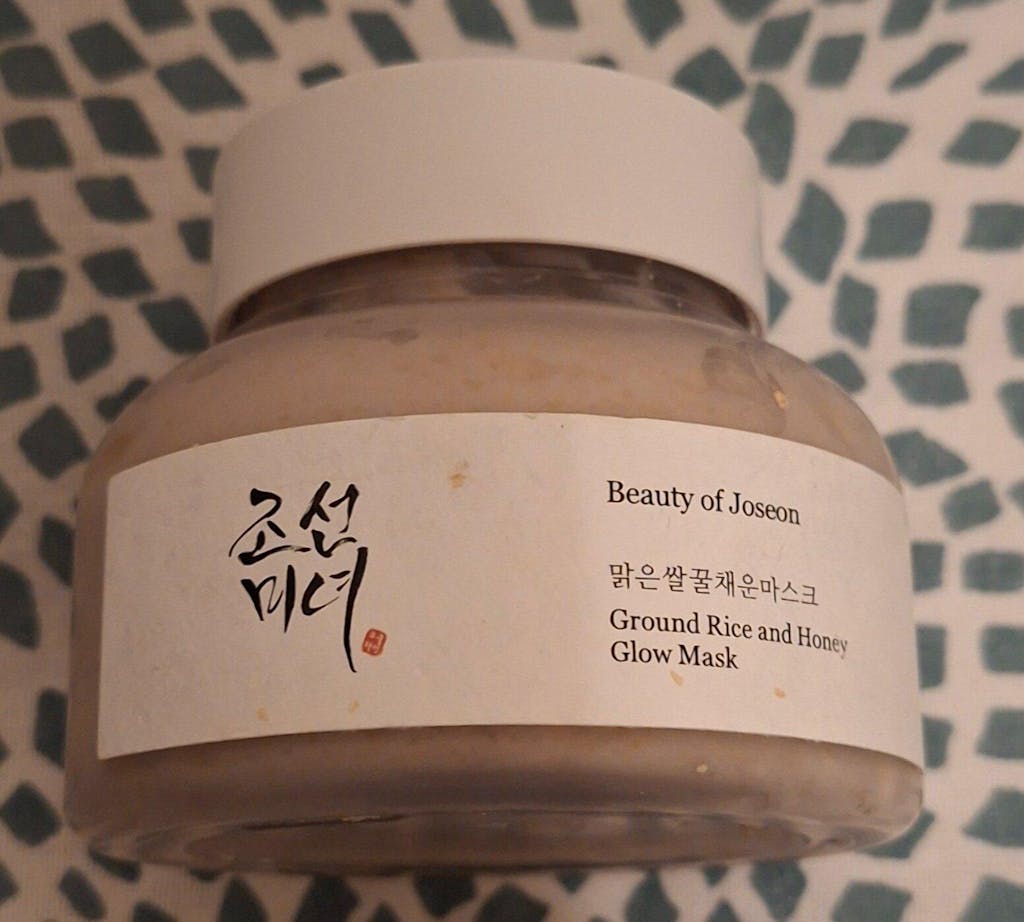 조선
미녀
Beauty of Joseon
맑은쌀꿀채운마스크
Ground Rice and Honey
Glow Mask